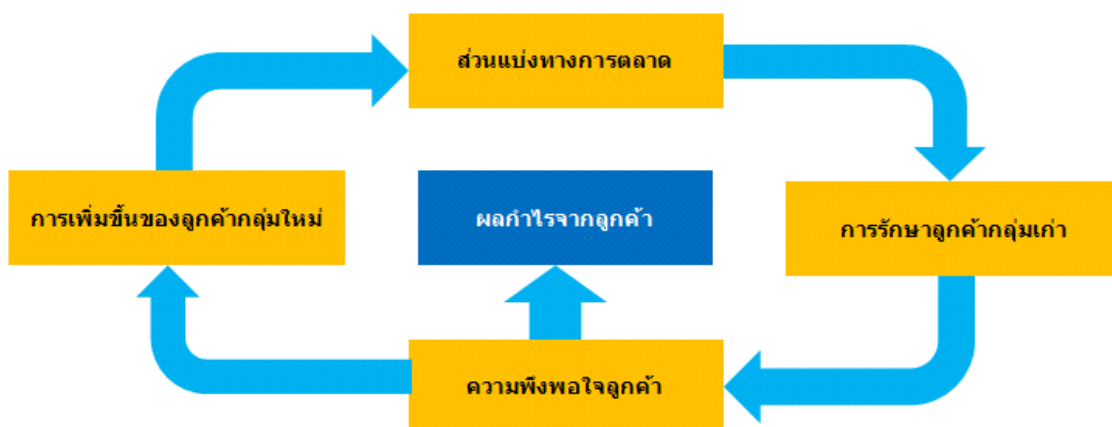 ส่วนแบ่งทางการตลาด
การเพิ่มขึ้นของลูกค้ากลุ่มใหม่
ผลกำไรจากลูกค้า
การรักษาลูกค้ากลุ่มเก่า
ความพึงพอใจลูกค้า